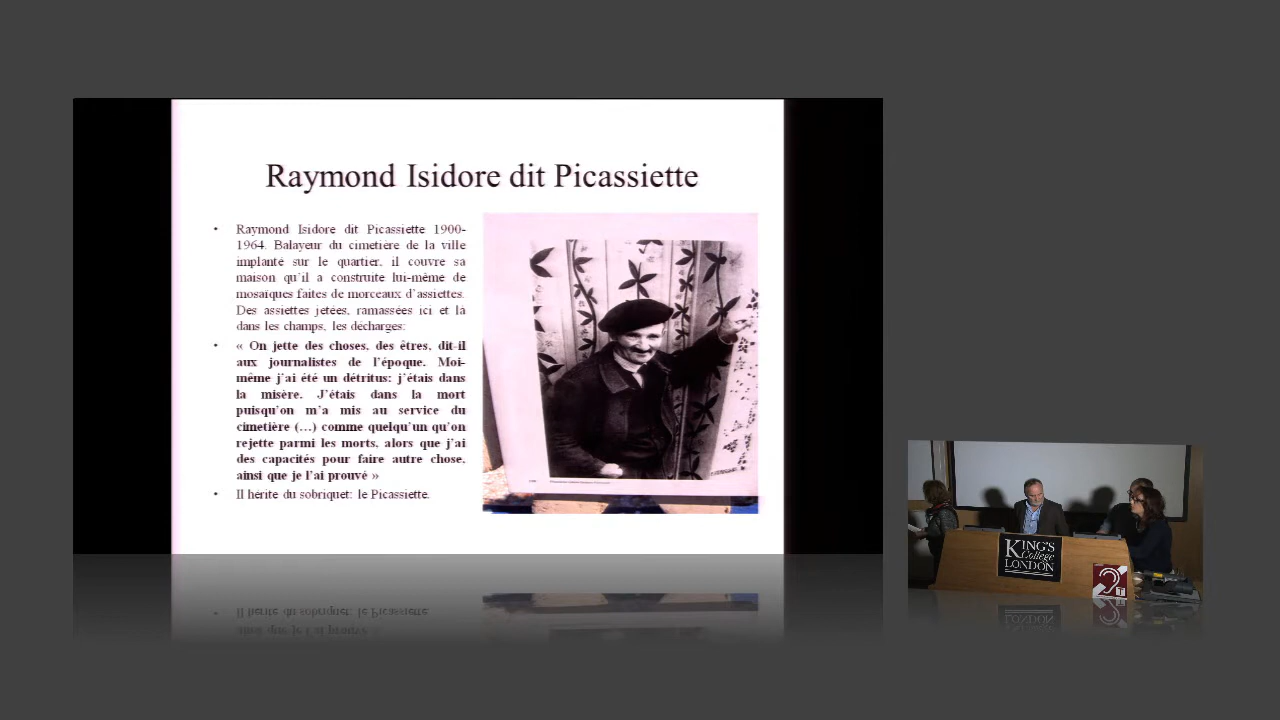 Raymond Isidore dit Picassiette
• Raymond Isidore dit Picassiette 1900-
1964. Balayeur du cimetière de la ville
implanté sur le quartier, il couvre sa
maison qu'il a construite lui-même de
mosaïques faites de morceaux d'assiettes.
Des assiettes jetées, ramassées ici et là
dans les champs, les décharges:
• « On jette des choses, des êtres, dit-il
aux journalistes de l'époque. Moi-
même j'ai été un détritus: j'étais dans
la misère. J'étais dans la mort
puisqu'on m'a mis au service du
cimetière (...) comme quelqu'un qu'on
rejette parmi les morts, alors que j'ai
des capacités pour faire autre chose,
ainsi que je l'ai prouvé »
• Il hérite du sobriquet: le Picassiette.
KING'S
College
LONDON
T